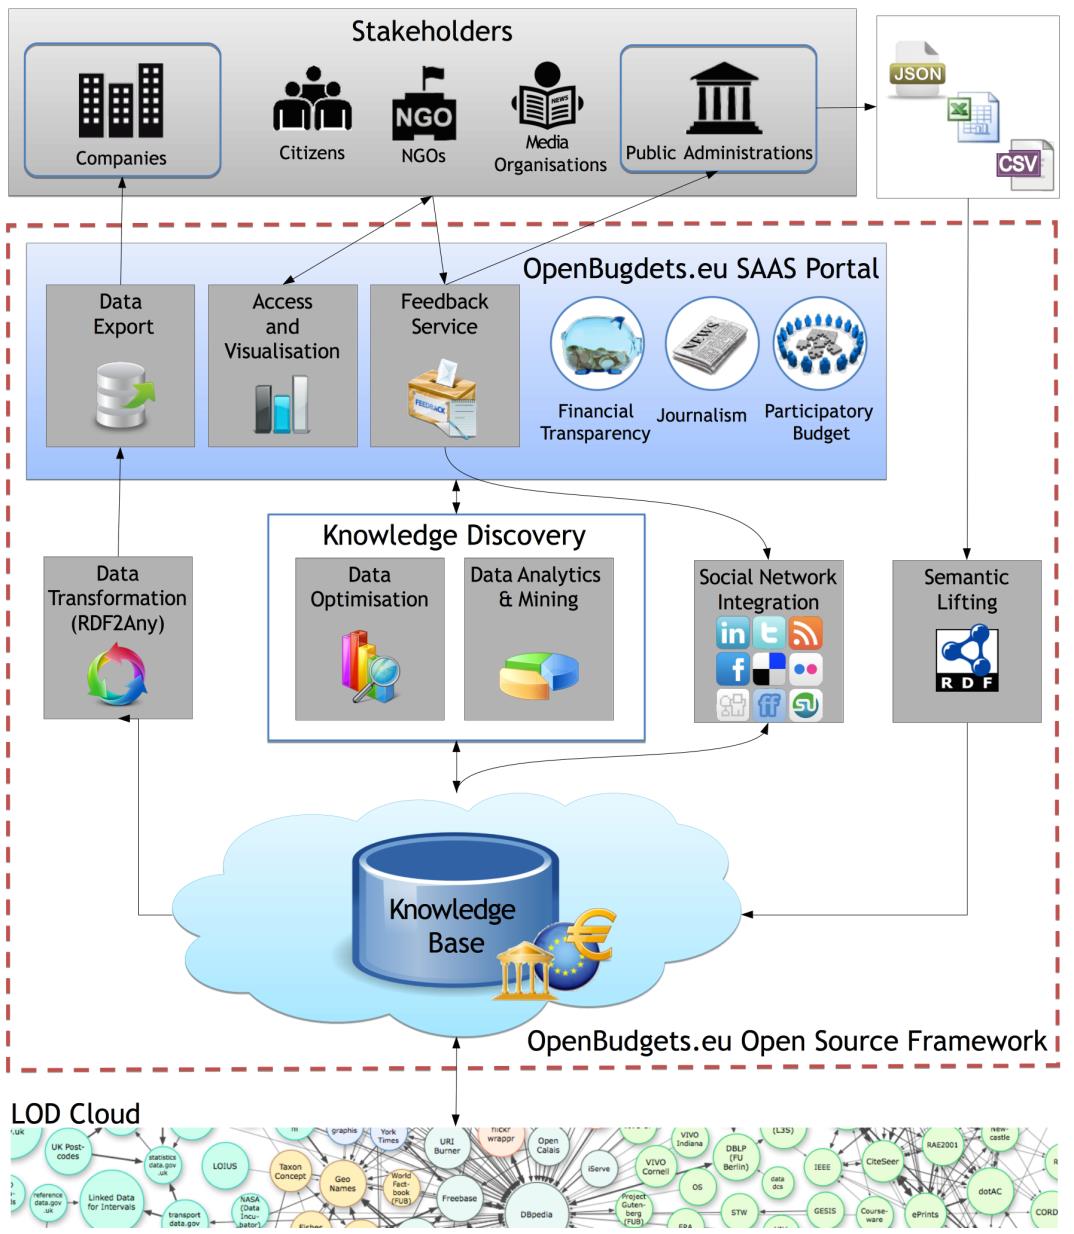 Stakeholders
Companies
Citizens
NGO
NGOs
NEWS
Media
Organisations
Public Administrations
JSON
CSV
OpenBugdets.eu SAAS Portal
Data
Export
Access
and
Visualisation
Feedback
Service
FEEDBACK
NEWS
Financial
Transparency
Journalism
Participatory
Budget
Knowledge Discovery
Data
Transformation
(RDF2Any)
Data
Optimisation
Data Analytics
& Mining
Social Network
Integration
in
t
f
ff
Semantic
Lifting
RDF
Knowledge
Base
OpenBudgets.eu Open Source Framework
LOD Cloud
.uk
UK Post-
codes
statistics
data.gov
.uk
LOIUS
reference
data.gov
.uk
Linked Data
for Intervals
transport
data.gov
NASA
(Data
Incu-
bator)
graphis
York
Times
Taxon
Concept
Geo
Names
World
Fact-
book
(FUB)
Fisher
URI
Burner
flickr
wrappr
Open
Calais
Freebase
DBpedia
iServe
VIVO
Indiana
VIVO
Cornell
Project
Guten-
berg
(FUB)
OS
ERA
DBLP
(FU
Berlin)
STW
(L3S)
data
dcs
IEEE
GESIS
CiteSeer
Course-
ware
RAE2001
ePrints
New-
castle
dotAC
CORD